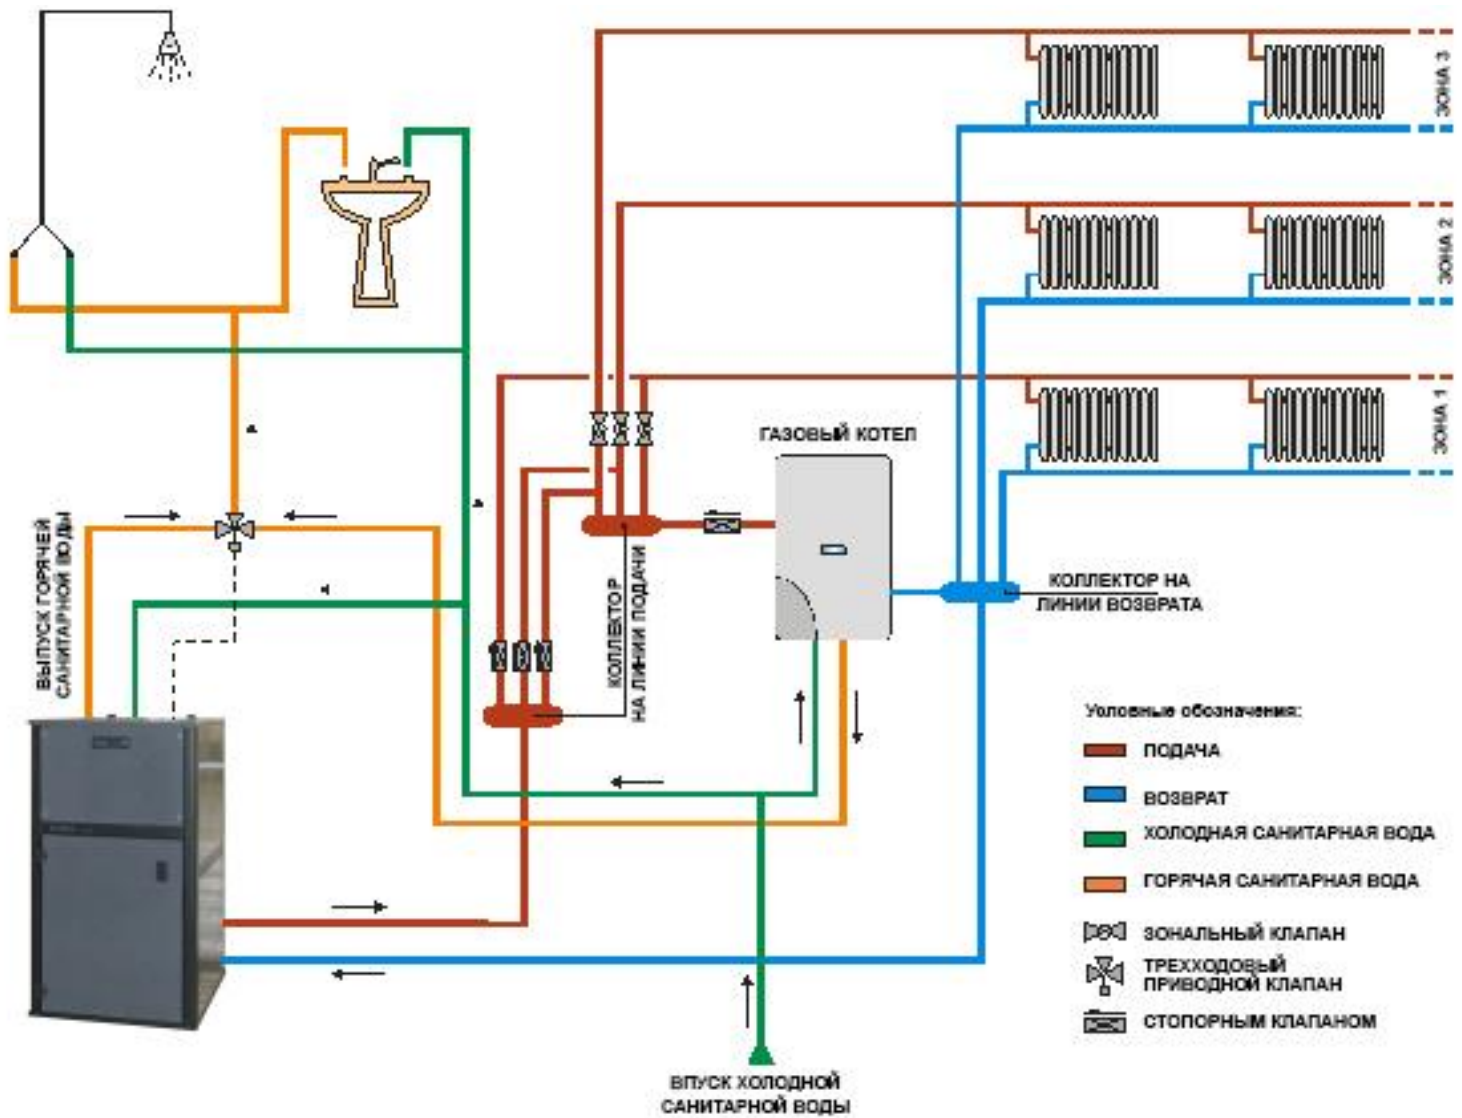 ЗОНА 3
ЗОНА 2
ЗОНА 1
ГАЗОВЫЙ КОТЕЛ
ВЫПУСК ГОРЯЧЕЙ
САНИТАРНОЙ ВОДЫ
КОЛЛЕКТОР
НА ЛИНИИ ПОДАЧИ
КОЛЛЕКТОР НА
ЛИНИИ ВОЗВРАТА
Условные обозначения:
ПОДАЧА
ВОЗВРАТ
ХОЛОДНАЯ САНИТАРНАЯ ВОДА
ГОРЯЧАЯ САНИТАРНАЯ ВОДА
ЗОНАЛЬНЫЙ КЛАПАН
ТРЕХХОДОВЫЙ
ПРИВОДНОЙ КЛАПАН
СТОПОРНЫМ КЛАПАНОМ
ВПУСК ХОЛОДНОЙ
САНИТАРНОЙ ВОДЫ